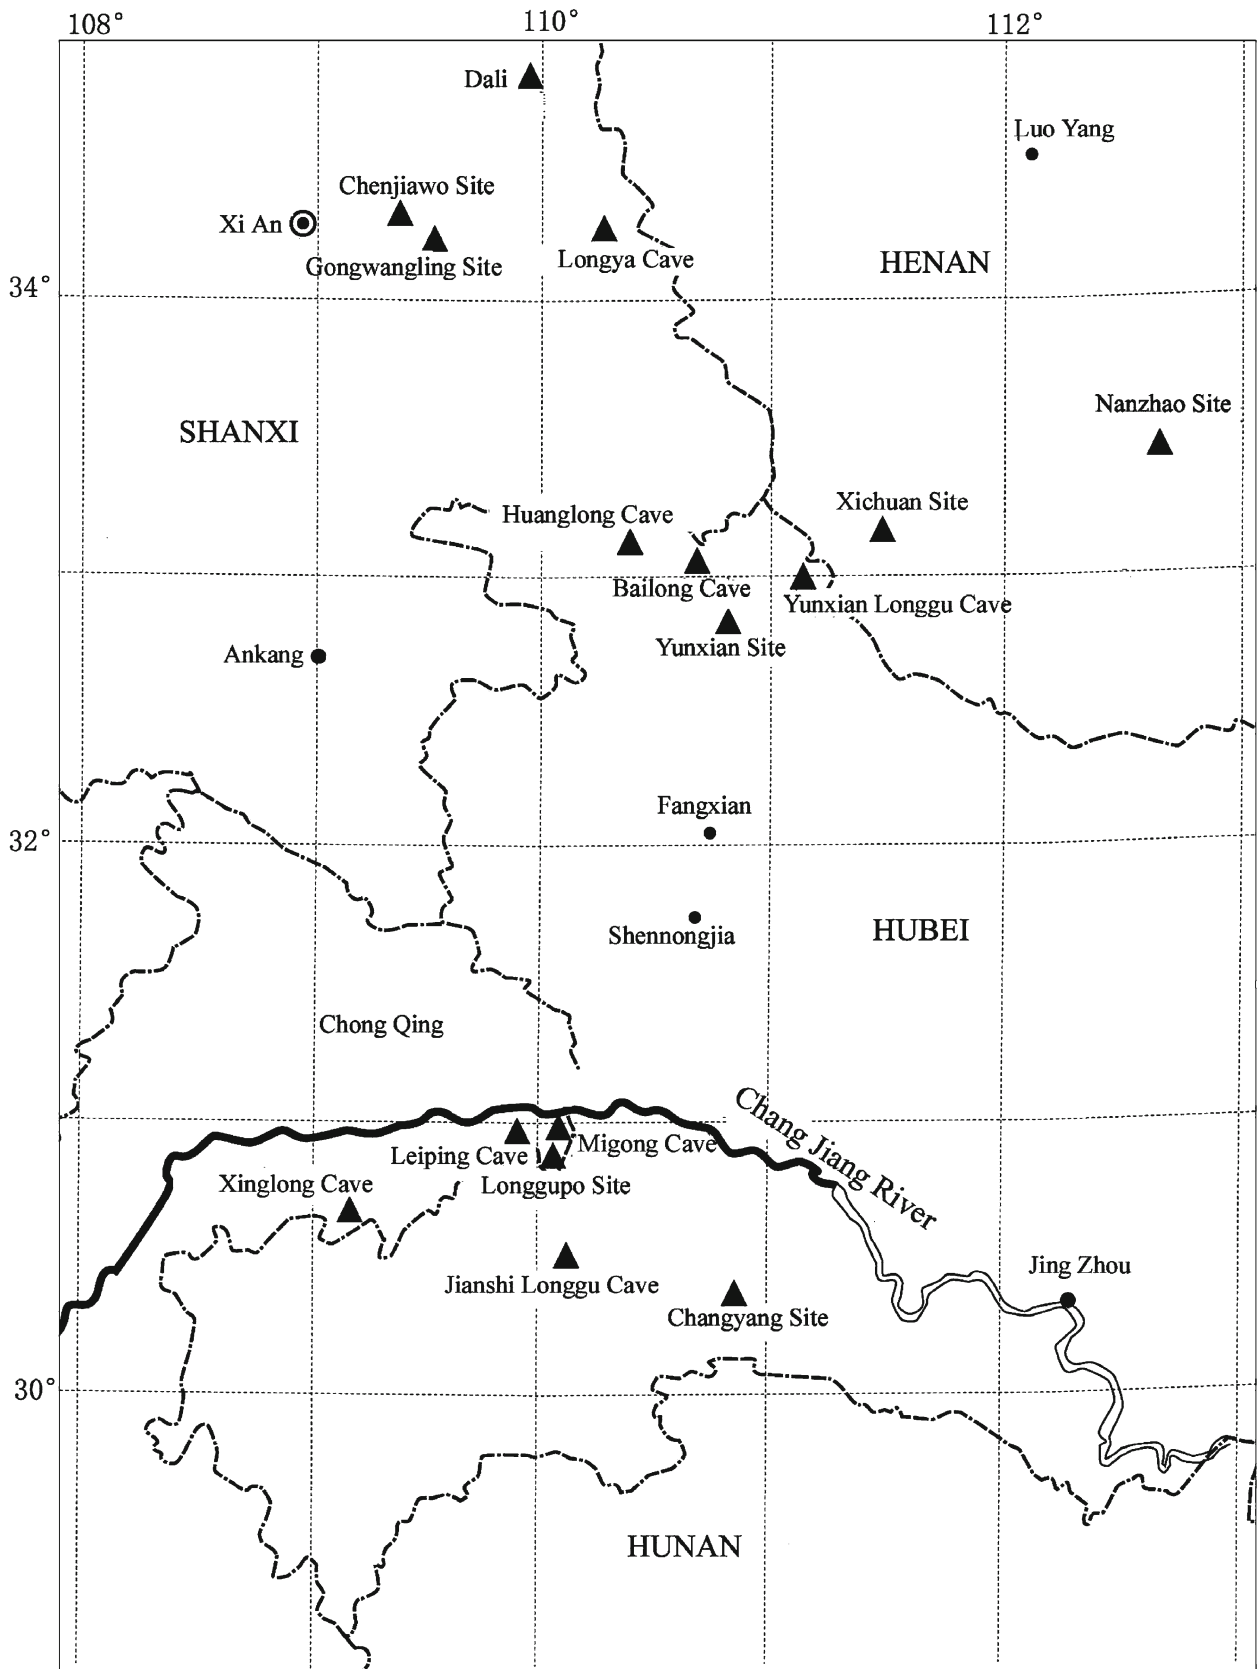 108°
110°
112°
Dali
Luo Yang
Chenjiawo Site
Xi An
Gongwangling Site
Longya Cave
HENAN
34°
Nanzhao Site
SHANXI
Xichuan Site
Huanglong Cave
Bailong Cave
Yunxian Longgu Cave
Yunxian Site
Ankang
Fangxian
32°
Shennongjia
HUBEI
Chong Qing
Chang Jiang River
Migong Cave
Leiping Cave
Xinglong Cave
Longgupo Site
Jing Zhou
Jianshi Longgu Cave
Changyang Site
30°
HUNAN